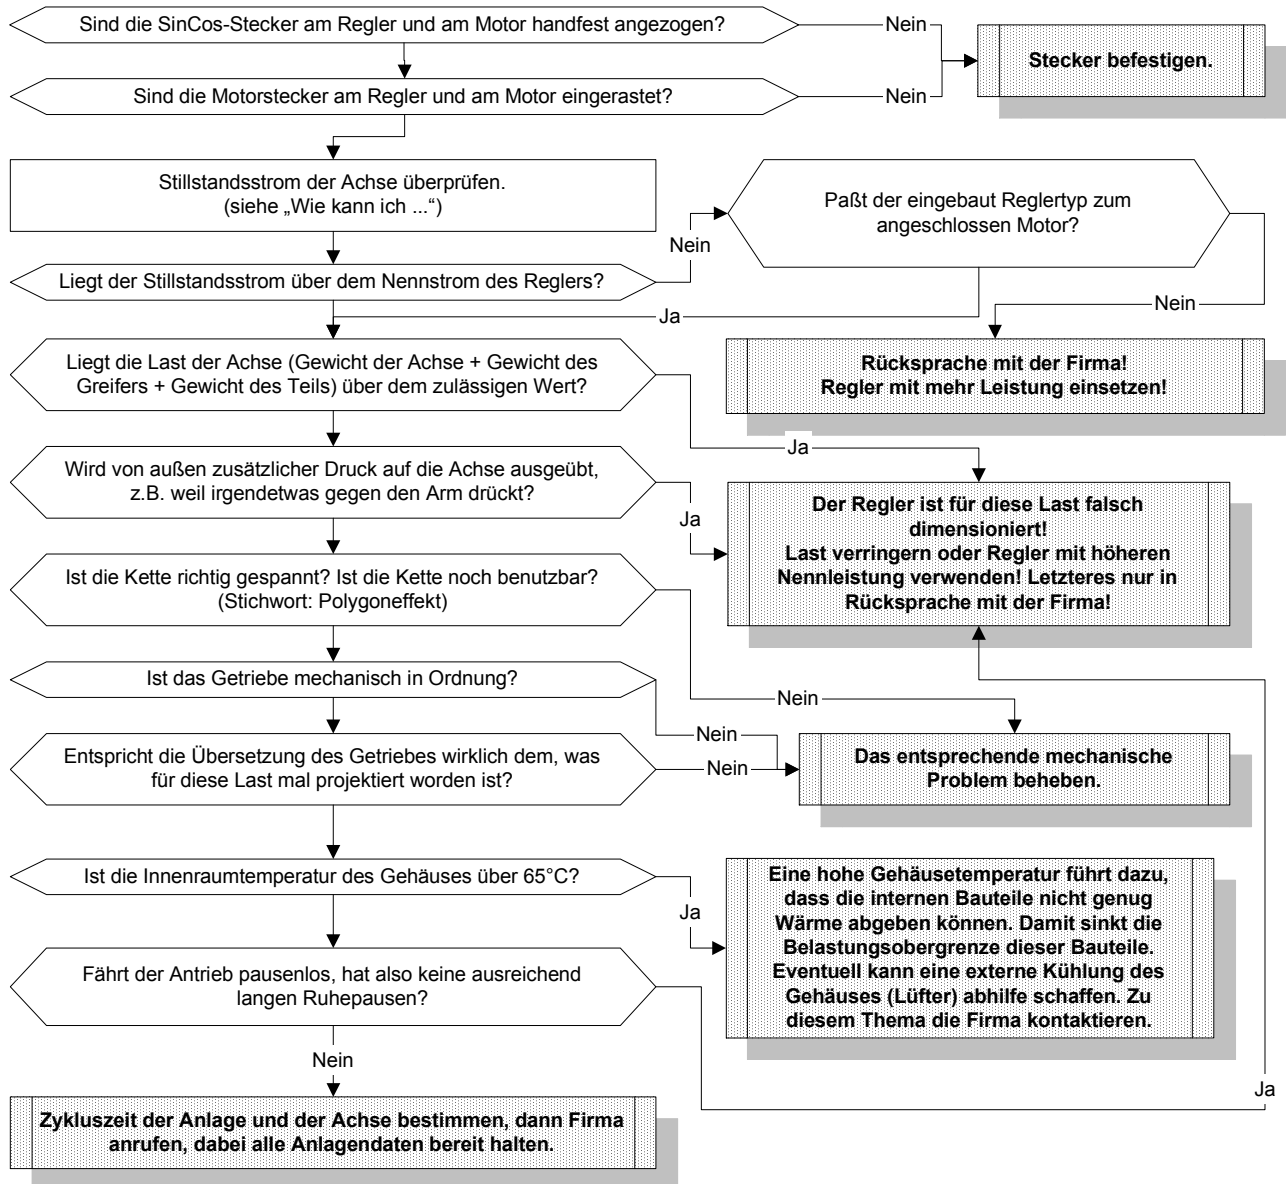 Sind die SinCos-Stecker am Regler und am Motor handfest angezogen?
Nein
Stecker befestigen.
Sind die Motorstecker am Regler und am Motor eingerastet?
Nein
Stillstandsstrom der Achse überprüfen.
(siehe „Wie kann ich ...“)
Paßt der eingebaut Reglertyp zum
angeschlossen Motor?
Nein
Liegt der Stillstandsstrom über dem Nennstrom des Reglers?
Nein
Ja
Liegt die Last der Achse (Gewicht der Achse + Gewicht des
Greifers + Gewicht des Teils) über dem zulässigen Wert?
Rücksprache mit der Firma!
Regler mit mehr Leistung einsetzen!
Ja
Wird von außen zusätzlicher Druck auf die Achse ausgeübt,
z.B. weil irgendetwas gegen den Arm drückt?
Ja
Der Regler ist für diese Last falsch
dimensioniert!
Last verringern oder Regler mit höheren
Nennleistung verwenden! Letzteres nur in
Rücksprache mit der Firma!
Ist die Kette richtig gespannt? Ist die Kette noch benutzbar?
(Stichwort: Polygoneffekt)
Ist das Getriebe mechanisch in Ordnung?
Nein
Nein
Entspricht die Übersetzung des Getriebes wirklich dem, was
für diese Last mal projektiert worden ist?
Nein
Das entsprechende mechanische
Problem beheben.
Ist die Innenraumtemperatur des Gehäuses über 65°C?
Ja
Eine hohe Gehäusetemperatur führt dazu,
dass die internen Bauteile nicht genug
Wärme abgeben können. Damit sinkt die
Belastungsobergrenze dieser Bauteile.
Eventuell kann eine externe Kühlung des
Gehäuses (Lüfter) abhilfe schaffen. Zu
diesem Thema die Firma kontaktieren.
Fährt der Antrieb pausenlos, hat also keine ausreichend
langen Ruhepausen?
Nein
Ja
Zykluszeit der Anlage und der Achse bestimmen, dann Firma
anrufen, dabei alle Anlagendaten bereit halten.